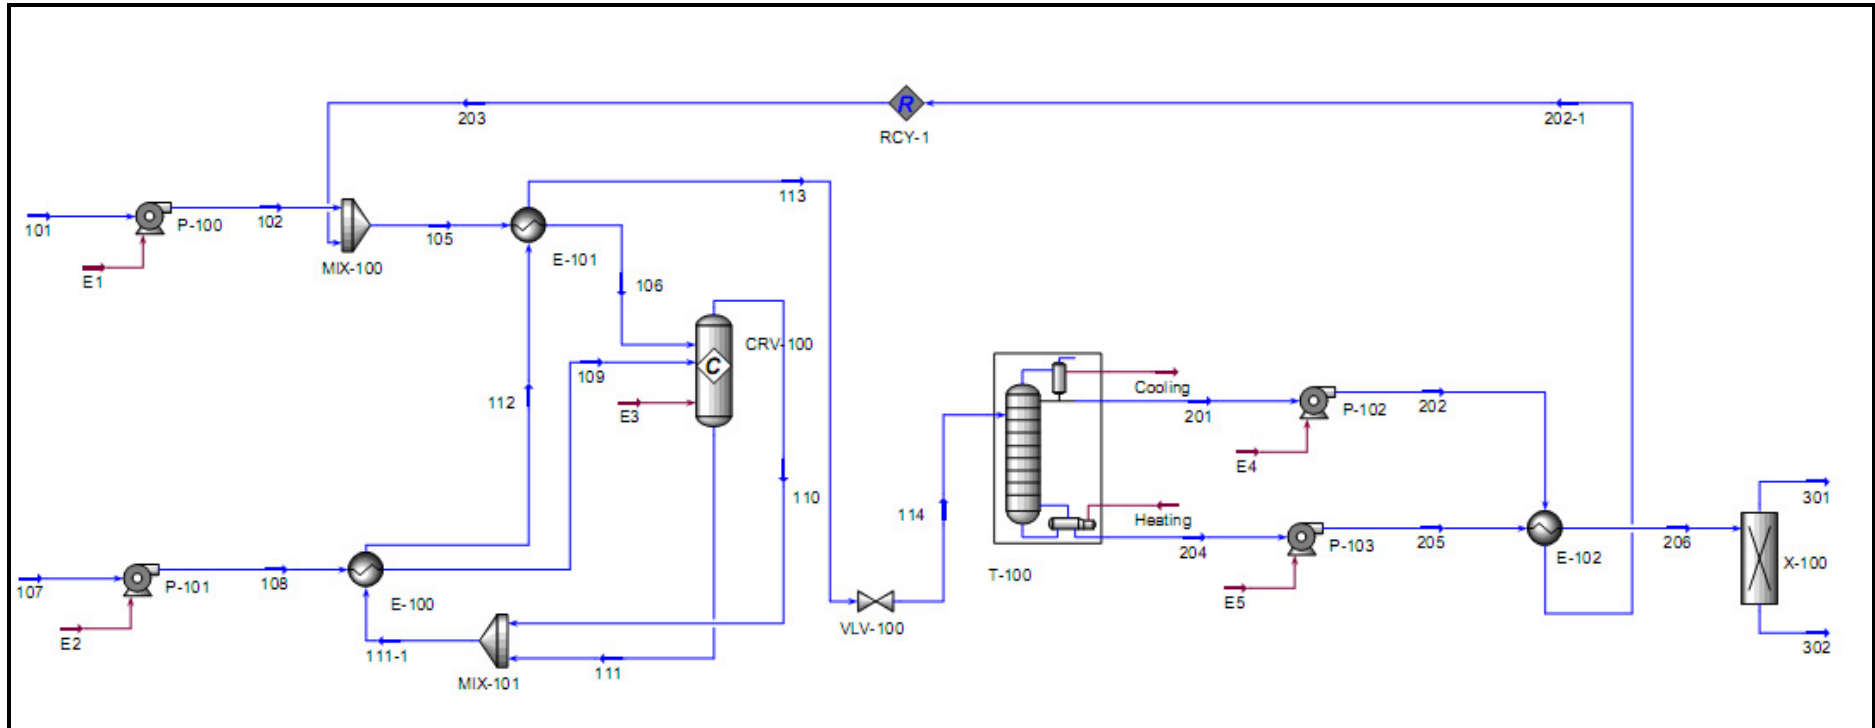 R
203
202-1
RCY-1
113
101
P-100
102
105
MIX-100
E-101
E1
106
CRV-100
C
109
112
E3
Cooling
201
P-102
202
E4
110
114
Heating
301
107
P-101
108
E-100
T-100
204
P-103
205
E-102
206
X-100
E5
VLV-100
E2
111-1
MIX-101
111
302